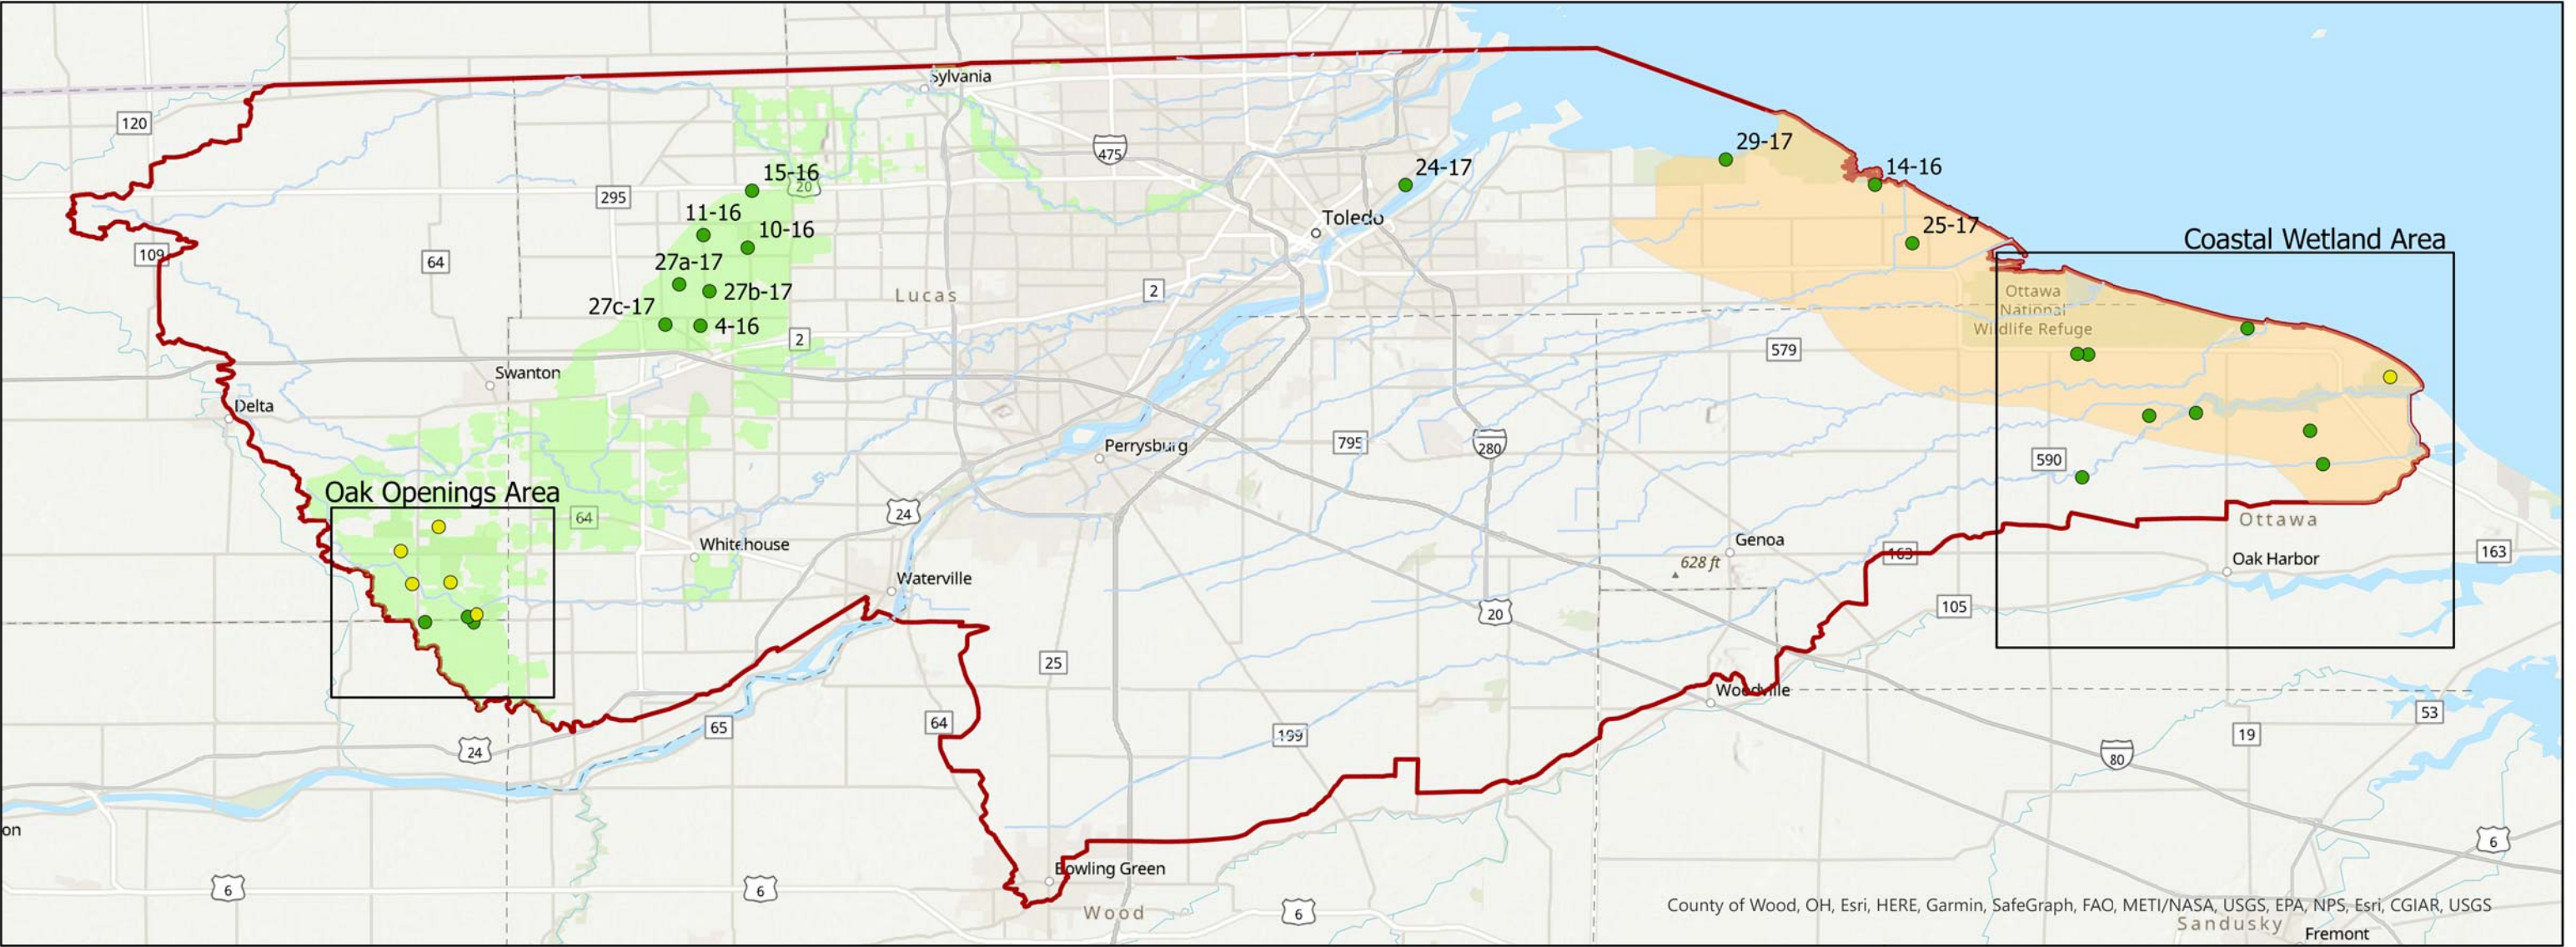 Sylvania
120
29-17
475
24-17
14-16
15-16
20
295
11-16
Toledo
25-17
10-16
Coastal Wetland Area
109
64
27a-17
27b-17
2
Lucas
Ottawa
National
Wildlife Refuge
27c-17
4-16
2
579
Swanton
Delta
795
280
Perrysburg
590
Oak Openings Area
24
64
Ottawa
Whitehouse
Genoa
163
163
Oak Harbor
628 ft
Waterville
20
105
25
Woodville
64
65
199
53
19
24
80
on
6
Bowling Green
6
6
6
Wood
County of Wood, OH, Esri, HERE, Garmin, SafeGraph, FAO, METI/NASA, USGS, EPA, NPS, Esri, CGIAR, USGS
Sandusky
Fremont